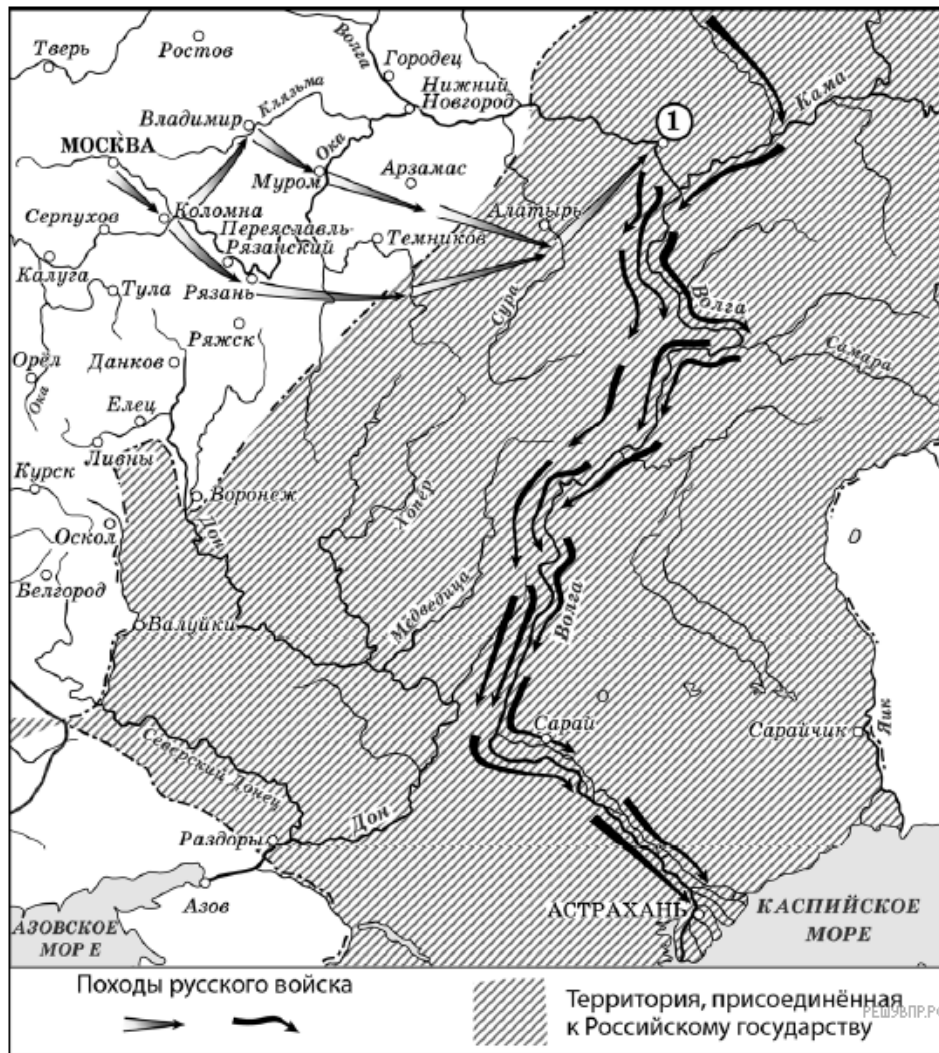 Тверь
Ростов
Волга
Городец
Нижний
Новгород
Кама
Владимир
Клязьма
1
МОСКВА
Ока
Муром
Арзамас
Серпухов
Коломна
Переяславль-
Рязанский
Алатырь
Темников
Калуга
Тула
Рязань
Сура
Волга
Ряжск
Орёл
Данков
Самара
Ока
Елец
Ливны
Курск
Воронеж
Хопёр
Оскол
Дон
Белгород
Медведица
Волга
Валуйки
Сарай
Сарайчик
Яик
Северский Донец
Дон
Раздоры
Азов
АСТРАХАНЬ
КАСПИЙСКОЕ
МОРЕ
АЗОВСКОЕ
МОРЕ
Походы русского войска
Территория, присоединённая
к Российскому государству
РЕШУВПР.РФ